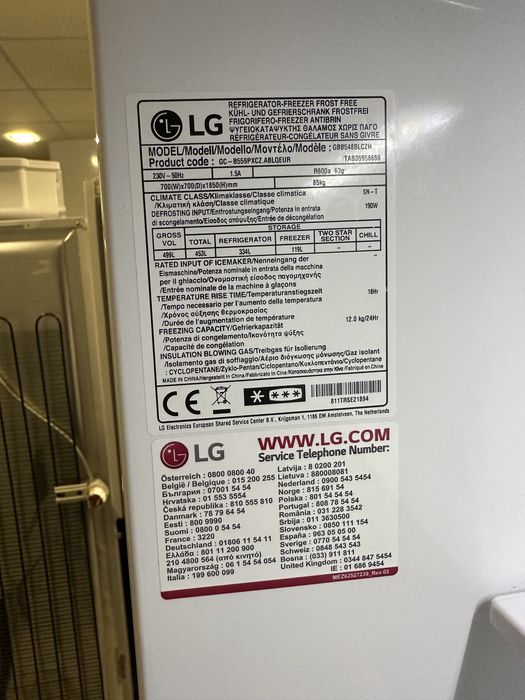 LG
REFRIGERATOR-FREEZER FROST FREE
KÜHL- UND GEFRIERSCHRANK FROSTFREI
FRIGORIFERO-FREEZER ANTIBRIN
ΨΥΓΕΙΟΚΑΤΑΨΥΚΤΗΣ ΘΑΛΑΜΟΣ ΧΩΡΙΣ ΠΑΓΟ
RÉFRIGÉRATEUR-CONGÉLATEUR SANS GIVRE
MODEL/Modell/Modello/Μοντέλο/Modèle : GBB548BLCZH
Product code : GC-B559PXCZ.ABLQEUR TAB36958659
230V~50Hz 1.5A R600a 63g
700(W)x700(D)x1850(H)mm 85kg
CLIMATE CLASS/Klimaklasse/Classe climatica SN-T
/Κλιματική κλάση/Classe climatique
DEFROSTING INPUT/Entfrostungseingang/Potenza in entrata 190W
di scongelamento/Είσοδος απόψυξης/Entrée de décongélation
STORAGE
GROSS VOL TOTAL REFRIGERATOR FREEZER TWO STAR SECTION CHILL
499L 453L 334L 119L - -
RATED INPUT OF ICEMAKER/Nenneingang der -
Eismaschine/Potenza nominale in entrata della macchina
per il ghiaccio/Ονομαστική είσοδος παγομηχανής
/Entrée nominale de la machine à glaçons
TEMPERATURE RISE TIME/Temperaturanstiegszeit 18Hr
/Tempo necessario per l'aumento della temperatura
/Χρόνος αύξησης θερμοκρασίας
/Durée de l'augmentation de température
FREEZING CAPACITY/Gefrierkapazität 12.0 kg/24Hr
/Potenza di congelamento/Ικανότητα ψύξης
/Capacité de congélation
INSULATION BLOWING GAS/Treibgas für Isolierung
/Isolamento gas di soffiaggio/Αέριο διόγκωσης μόνωσης/Gaz isolant
: CYCLOPENTANE/Zyklo-Pentan/Ciclopentano/Κυκλοπεντάνιο/Cyclopentane
MADE IN CHINA/Hergestellt in China/Fabbricato in Cina/Κατασκευάστηκε στην Κίνα/Fabriqué en China
CE
811TRSE21894
LG Electronics European Shared Service Center B.V., Krijgsman 1, 1186 DM Amstelveen, The Netherlands
LG
WWW.LG.COM
Service Telephone Number:
Österreich : 0800 0800 40
België / Belgique : 015 200 255
България : 07001 54 54
Hrvatska : 01 553 5554
Česká republika : 810 555 810
Danmark : 78 79 64 54
Eesti : 800 9990
Suomi : 0800 0 54 54
France : 3220
Deutschland : 01806 11 54 11
Ελλάδα : 801 11 200 900
210 4800 564 (από κινητό)
Magyarország : 06 1 54 54 054
Italia : 199 600 099
Latvija : 8 0200 201
Lietuva : 880008081
Nederland : 0900 543 5454
Norge : 815 691 54
Polska : 801 54 54 54
Portugal : 808 78 54 54
România : 031 228 3542
Srbija : 011 3630500
Slovensko : 0850 111 154
España : 963 05 05 00
Sverige : 0770 54 54 54
Schweiz : 0848 543 543
Bosna : (033) 911 811
United Kingdom : 0344 847 5454
IE : 01 686 9454
MEZ62527239_Rev.02